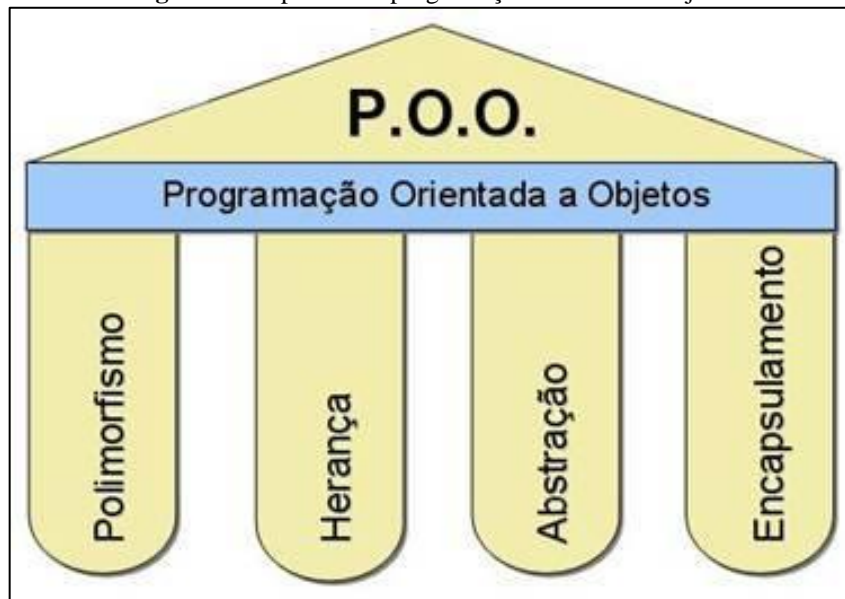 P.O.O.
Programação Orientada a Objetos
Polimorfismo
Herança
Abstração
Encapsulamento